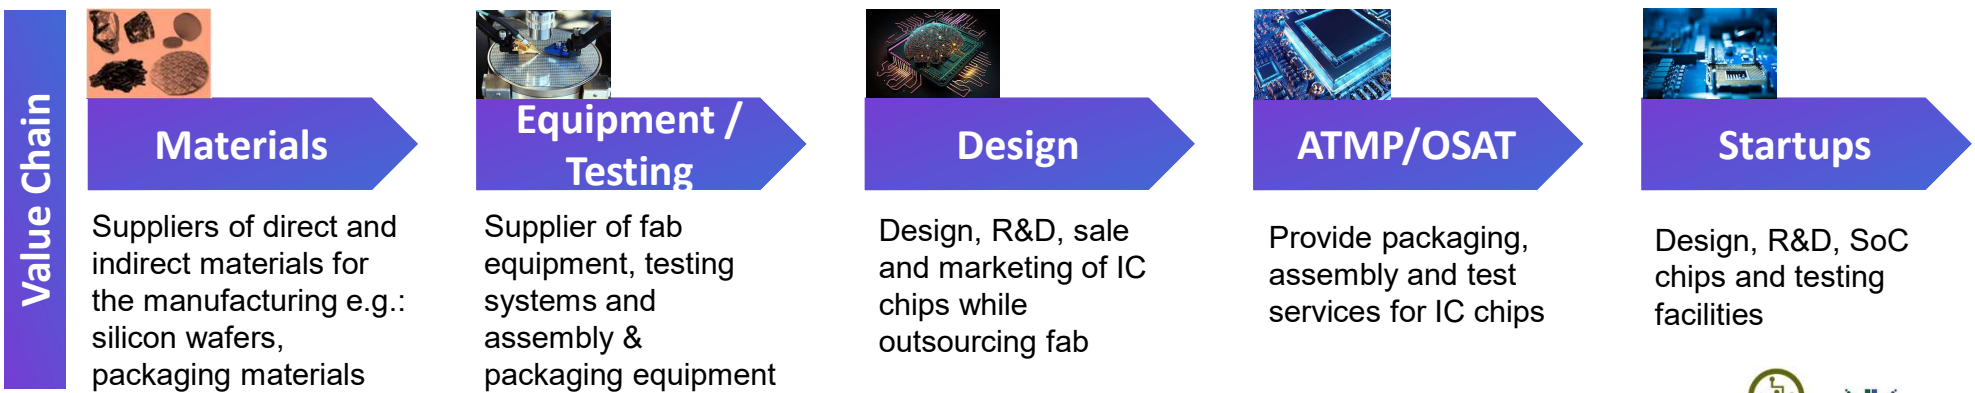 Value Chain
Materials
Suppliers of direct and
indirect materials for
the manufacturing e.g.:
silicon wafers,
packaging materials
Equipment /
Testing
Supplier of fab
equipment, testing
systems and
assembly &
packaging equipment
Design
Design, R&D, sale
and marketing of IC
chips while
outsourcing fab
ATMP/OSAT
Provide packaging,
assembly and test
services for IC chips
Startups
Design, R&D, SoC
chips and testing
facilities